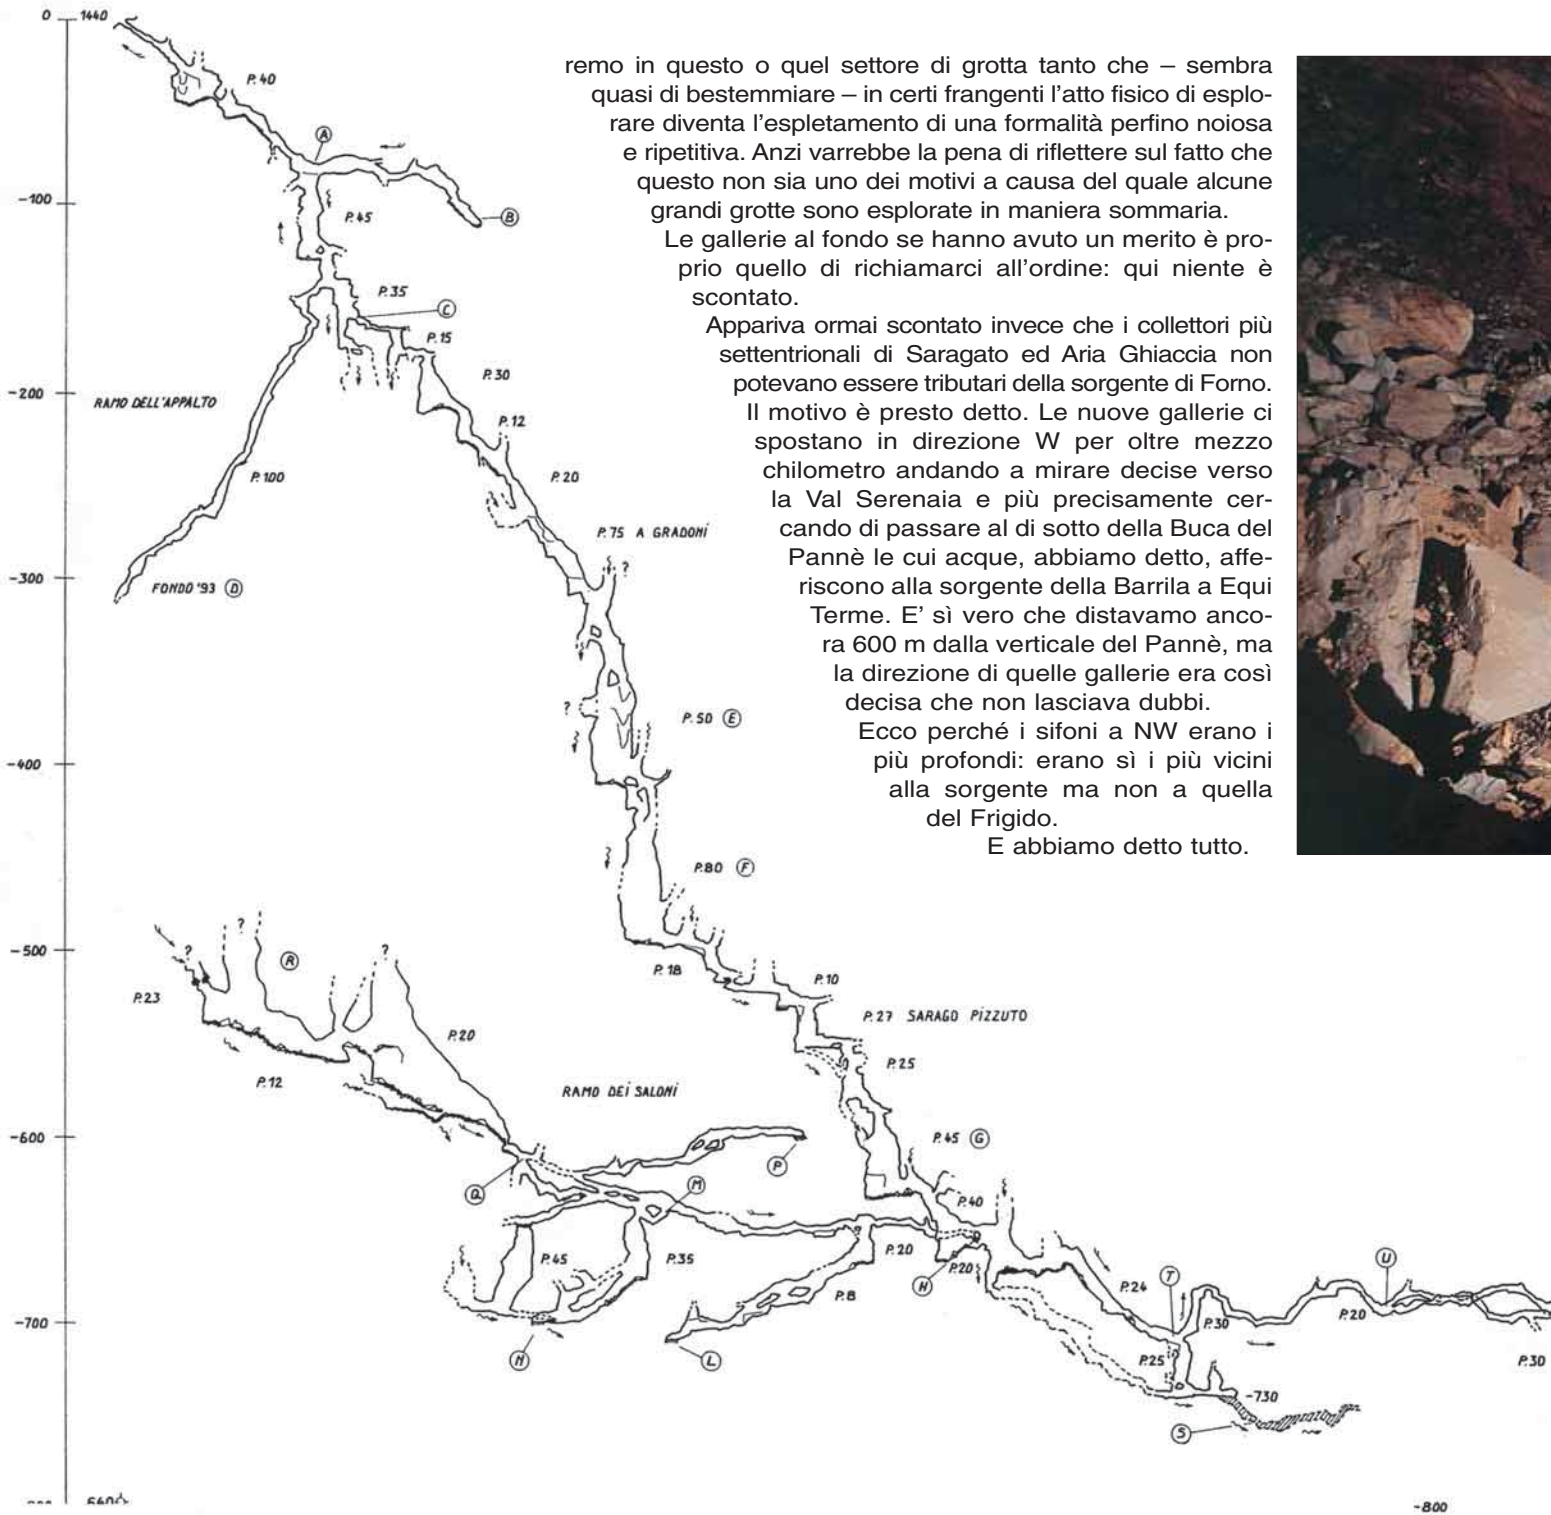 remo in questo o quel settore di grotta tanto che – sembra
quasi di bestemmiare – in certi frangenti l'atto fisico di esplo-
rare diventa l'espletamento di una formalità perfino noiosa
e ripetitiva. Anzi varrebbe la pena di riflettere sul fatto che
questo non sia uno dei motivi a causa del quale alcune
grandi grotte sono esplorate in maniera sommaria.
Le gallerie al fondo se hanno avuto un merito è pro-
prio quello di richiamarci all'ordine: qui niente è
scontato.
Appariva ormai scontato invece che i collettori più
settentrionali di Saragato ed Aria Ghiaccia non
potevano essere tributari della sorgente di Forno.
Il motivo è presto detto. Le nuove gallerie ci
spostano in direzione W per oltre mezzo
chilometro andando a mirare decise verso
la Val Serenaia e più precisamente cer-
cando di passare al di sotto della Buca del
Pannè le cui acque, abbiamo detto, affe-
riscono alla sorgente della Barrila a Equi
Terme. E' sì vero che distavamo anco-
ra 600 m dalla verticale del Pannè, ma
la direzione di quelle gallerie era così
decisa che non lasciava dubbi.
Ecco perché i sifoni a NW erano i
più profondi: erano sì i più vicini
alla sorgente ma non a quella
del Frigido.
E abbiamo detto tutto.
0 1440
P.40
A
-100
P.45
B
P.35
C
P.15
P.30
-200
RAMO DELL'APPALTO
P.12
P.100
P.20
P.75 A GRADONI
?
-300
FONDO '93 D
?
P.50 E
-400
P.80 F
-500
? ? ?
R
P.18
P.10
P.23
P.27 SARAGO PIZZUTO
P.20
P.25
P.12
RAMO DEI SALONI
-600
P.45 G
P
Q
M
P.40
P.45
P.35
P.20
H
P.20
P.8
P.24
T
U
-700
P.30
P.20
N
L
P.25
P.30
-730
S
640
-800